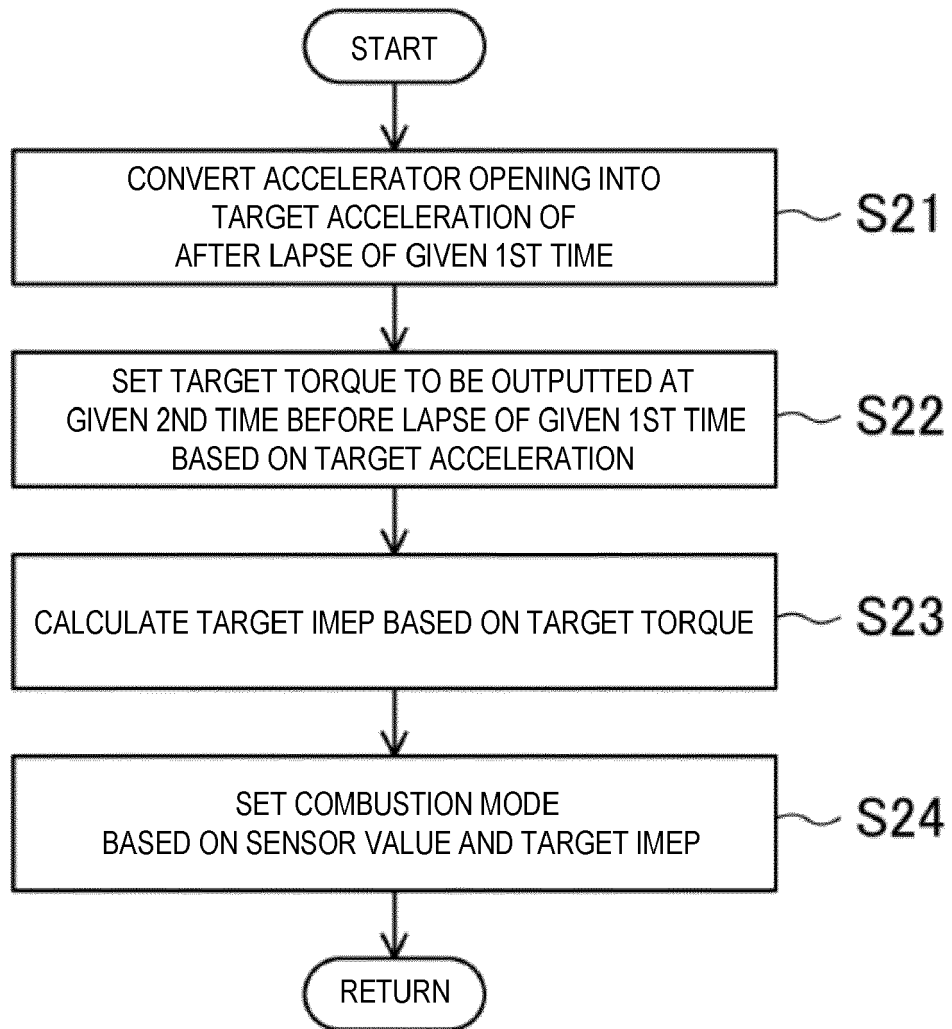 START
CONVERT ACCELERATOR OPENING INTO
TARGET ACCELERATION OF
AFTER LAPSE OF GIVEN 1ST TIME
S21
SET TARGET TORQUE TO BE OUTPUTTED AT
GIVEN 2ND TIME BEFORE LAPSE OF GIVEN 1ST TIME
BASED ON TARGET ACCELERATION
S22
CALCULATE TARGET IMEP BASED ON TARGET TORQUE
S23
SET COMBUSTION MODE
BASED ON SENSOR VALUE AND TARGET IMEP
S24
RETURN